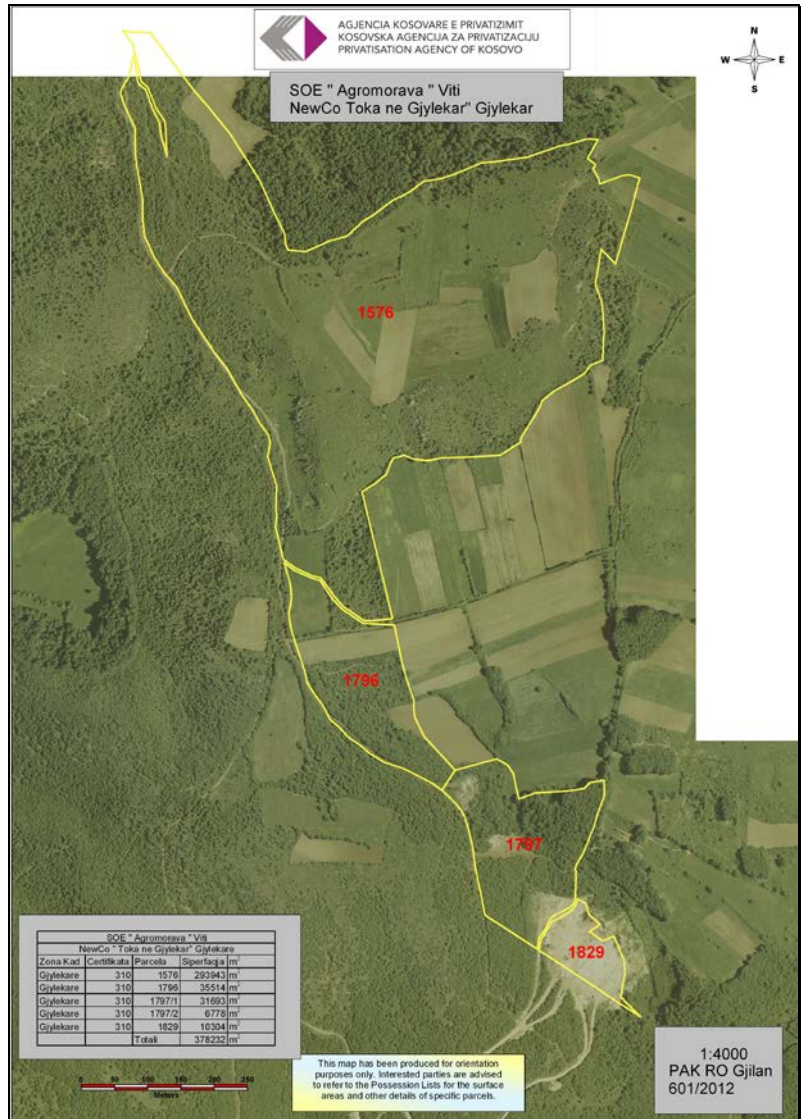 AGJENCIA KOSOVARE E PRIVATIZIMIT
KOSOVSKA AGENCIJA ZA PRIVATIZACIJU
PRIVATISATION AGENCY OF KOSOVO
SOE " Agromorava " Viti
NewCo Toka ne Gjylekar" Gjylekar
N
W E
S
1576
1796
1797
1829
SOE " Agromorava " Viti
NewCo " Toka ne Gjylekar" Gjylekare
Zona Kad Certifikata Parcela Siperfaqja m²
Gjylekare 310 1576 293943 m²
Gjylekare 310 1796 35514 m²
Gjylekare 310 1797/1 31693 m²
Gjylekare 310 1797/2 6778 m²
Gjylekare 310 1829 10304 m²
Totali 378232 m²
0 50 100 150 200 250
Meters
This map has been produced for orientation
purposes only. Interested parties are advised
to refer to the Possession Lists for the surface
areas and other details of specific parcels.
1:4000
PAK RO Gjilan
601/2012